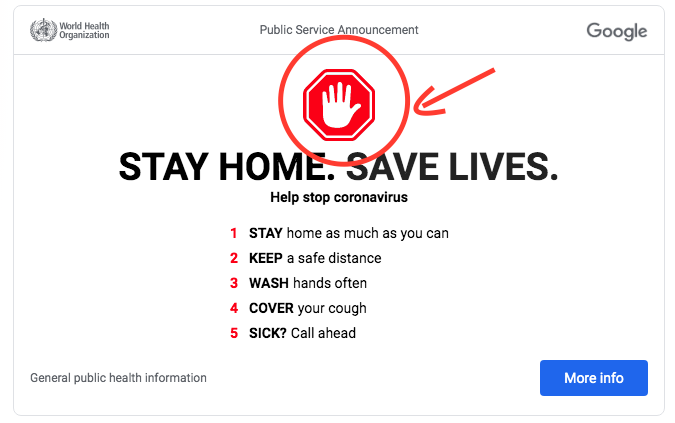 World Health
Organization
Public Service Announcement
Google
STAY HOME. SAVE LIVES.
Help stop coronavirus
1 STAY home as much as you can
2 KEEP a safe distance
3 WASH hands often
4 COVER your cough
5 SICK? Call ahead
General public health information
More info